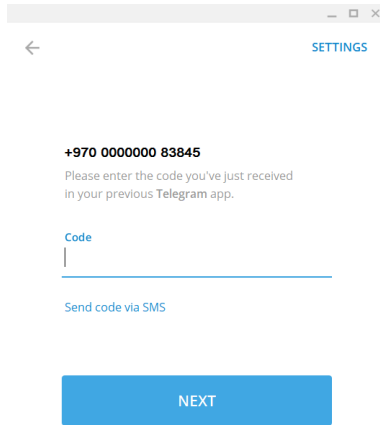 SETTINGS
+970 0000000 83845
Please enter the code you've just received
in your previous Telegram app.
Code
Send code via SMS
NEXT